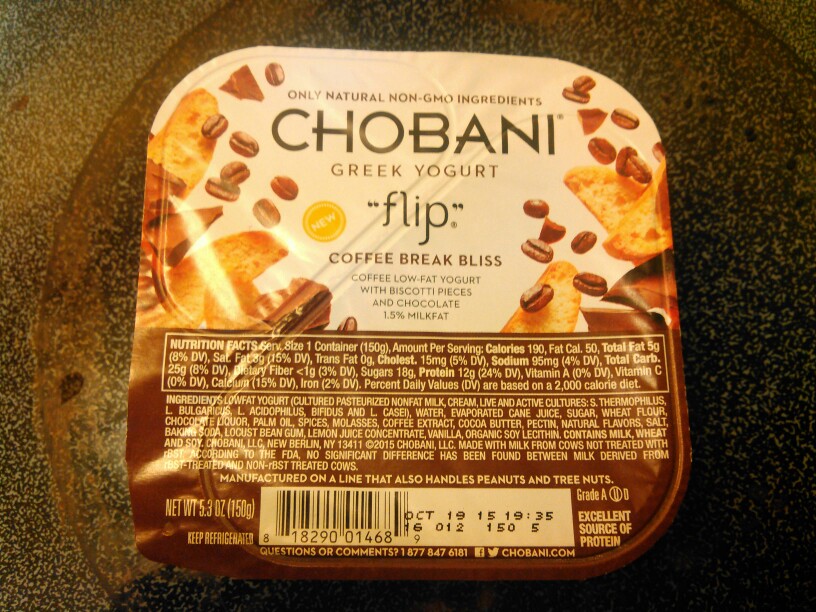 ONLY NATURAL NON-GMO INGREDIENTS
CHOBANI®
GREEK YOGURT
"flip"®
NEW
COFFEE BREAK BLISS
COFFEE LOW-FAT YOGURT
WITH BISCOTTI PIECES
AND CHOCOLATE
1.5% MILKFAT
NUTRITION FACTS Serv. Size 1 Container (150g), Amount Per Serving: Calories 190, Fat Cal. 50, Total Fat 5g
(8% DV), Sat. Fat 3g (15% DV), Trans Fat 0g, Cholest. 15mg (5% DV), Sodium 95mg (4% DV), Total Carb.
25g (8% DV), Dietary Fiber <1g (3% DV), Sugars 18g, Protein 12g (24% DV), Vitamin A (0% DV), Vitamin C
(0% DV), Calcium (15% DV), Iron (2% DV). Percent Daily Values (DV) are based on a 2,000 calorie diet.
INGREDIENTS: LOWFAT YOGURT (CULTURED PASTEURIZED NONFAT MILK, CREAM, LIVE AND ACTIVE CULTURES: S. THERMOPHILUS,
L. BULGARICUS, L. ACIDOPHILUS, BIFIDUS AND L. CASEI), WATER, EVAPORATED CANE JUICE, SUGAR, WHEAT FLOUR,
CHOCOLATE LIQUOR, PALM OIL, SPICES, MOLASSES, COFFEE EXTRACT, COCOA BUTTER, PECTIN, NATURAL FLAVORS, SALT,
BAKING SODA, LOCUST BEAN GUM, LEMON JUICE CONCENTRATE, VANILLA, ORGANIC SOY LECITHIN. CONTAINS MILK, WHEAT
AND SOY. CHOBANI, LLC, NEW BERLIN, NY 13411 ©2015 CHOBANI, LLC. MADE WITH MILK FROM COWS NOT TREATED WITH
rBST. ACCORDING TO THE FDA, NO SIGNIFICANT DIFFERENCE HAS BEEN FOUND BETWEEN MILK DERIVED FROM
rBST-TREATED AND NON-rBST TREATED COWS.
MANUFACTURED ON A LINE THAT ALSO HANDLES PEANUTS AND TREE NUTS.
Grade A Ⓤ D
NET WT 5.3 OZ (150g)
KEEP REFRIGERATED
8 18290 01468 9
OCT 19 15 19:35
16 012 150 5
EXCELLENT
SOURCE OF
PROTEIN
QUESTIONS OR COMMENTS? 1 877 847 6181 CHOBANI.COM